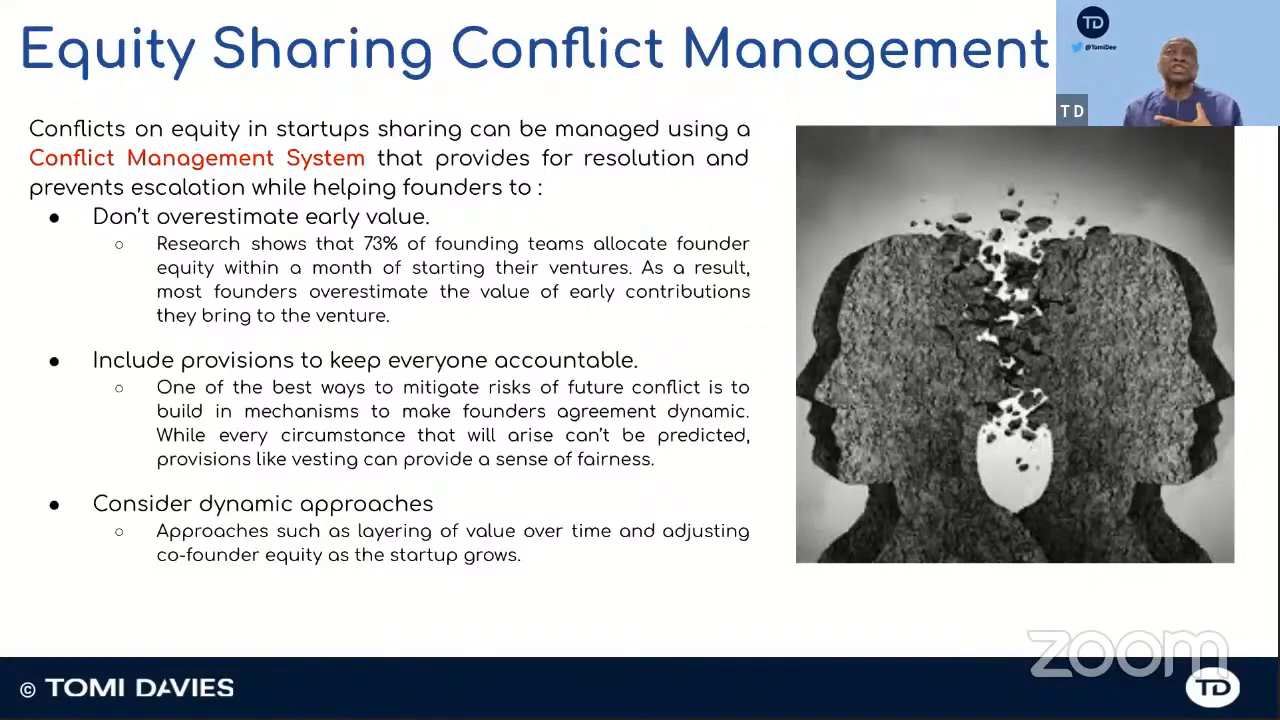 Equity Sharing Conflict Management
TD
@TomiDee
T D
Conflicts on equity in startups sharing can be managed using a
Conflict Management System that provides for resolution and
prevents escalation while helping founders to :
● Don't overestimate early value.
○ Research shows that 73% of founding teams allocate founder
equity within a month of starting their ventures. As a result,
most founders overestimate the value of early contributions
they bring to the venture.
● Include provisions to keep everyone accountable.
○ One of the best ways to mitigate risks of future conflict is to
build in mechanisms to make founders agreement dynamic.
While every circumstance that will arise can't be predicted,
provisions like vesting can provide a sense of fairness.
● Consider dynamic approaches
○ Approaches such as layering of value over time and adjusting
co-founder equity as the startup grows.
zoom
© TOMI DAVIES
TD